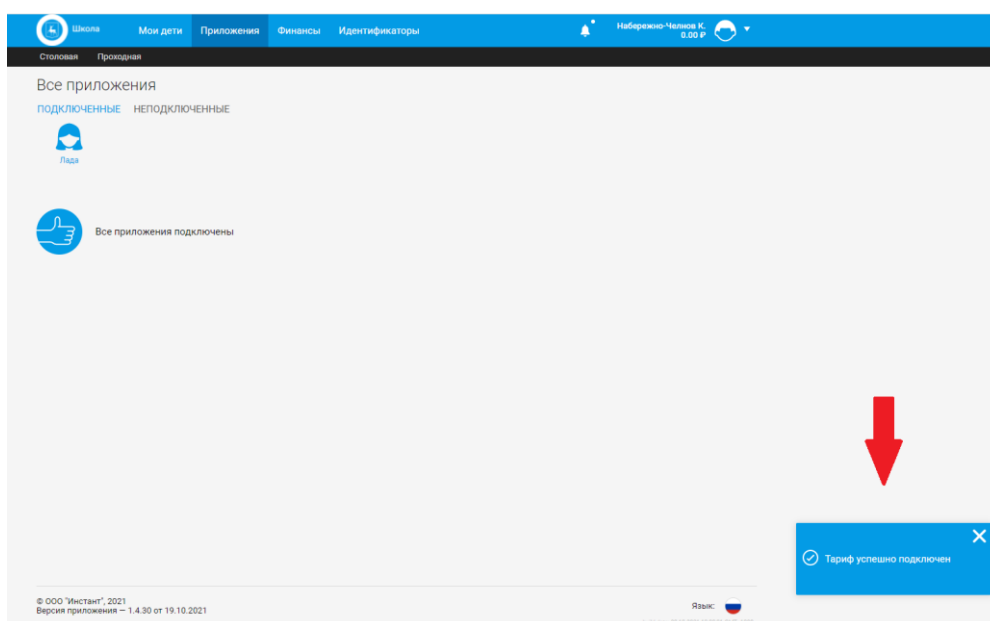 Школа
Мои дети
Приложения
Финансы
Идентификаторы
Набережно-Челнов К.
0.00 ₽
Столовая
Проходная
Все приложения
ПОДКЛЮЧЕННЫЕ
НЕПОДКЛЮЧЕННЫЕ
Лада
Все приложения подключены
Тариф успешно подключен
© ООО "Инстант", 2021
Версия приложения — 1.4.30 от 19.10.2021
Язык: